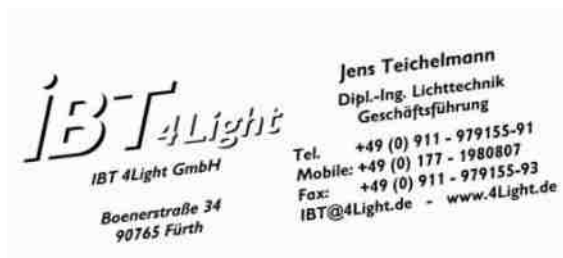 iBT 4Light
IBT 4Light GmbH
Boenerstraße 34
90765 Fürth
Jens Teichelmann
Dipl.-Ing. Lichttechnik
Geschäftsführung
Tel. +49 (0) 911 - 979155-91
Mobile: +49 (0) 177 - 1980807
Fax: +49 (0) 911 - 979155-93
IBT@4Light.de - www.4Light.de